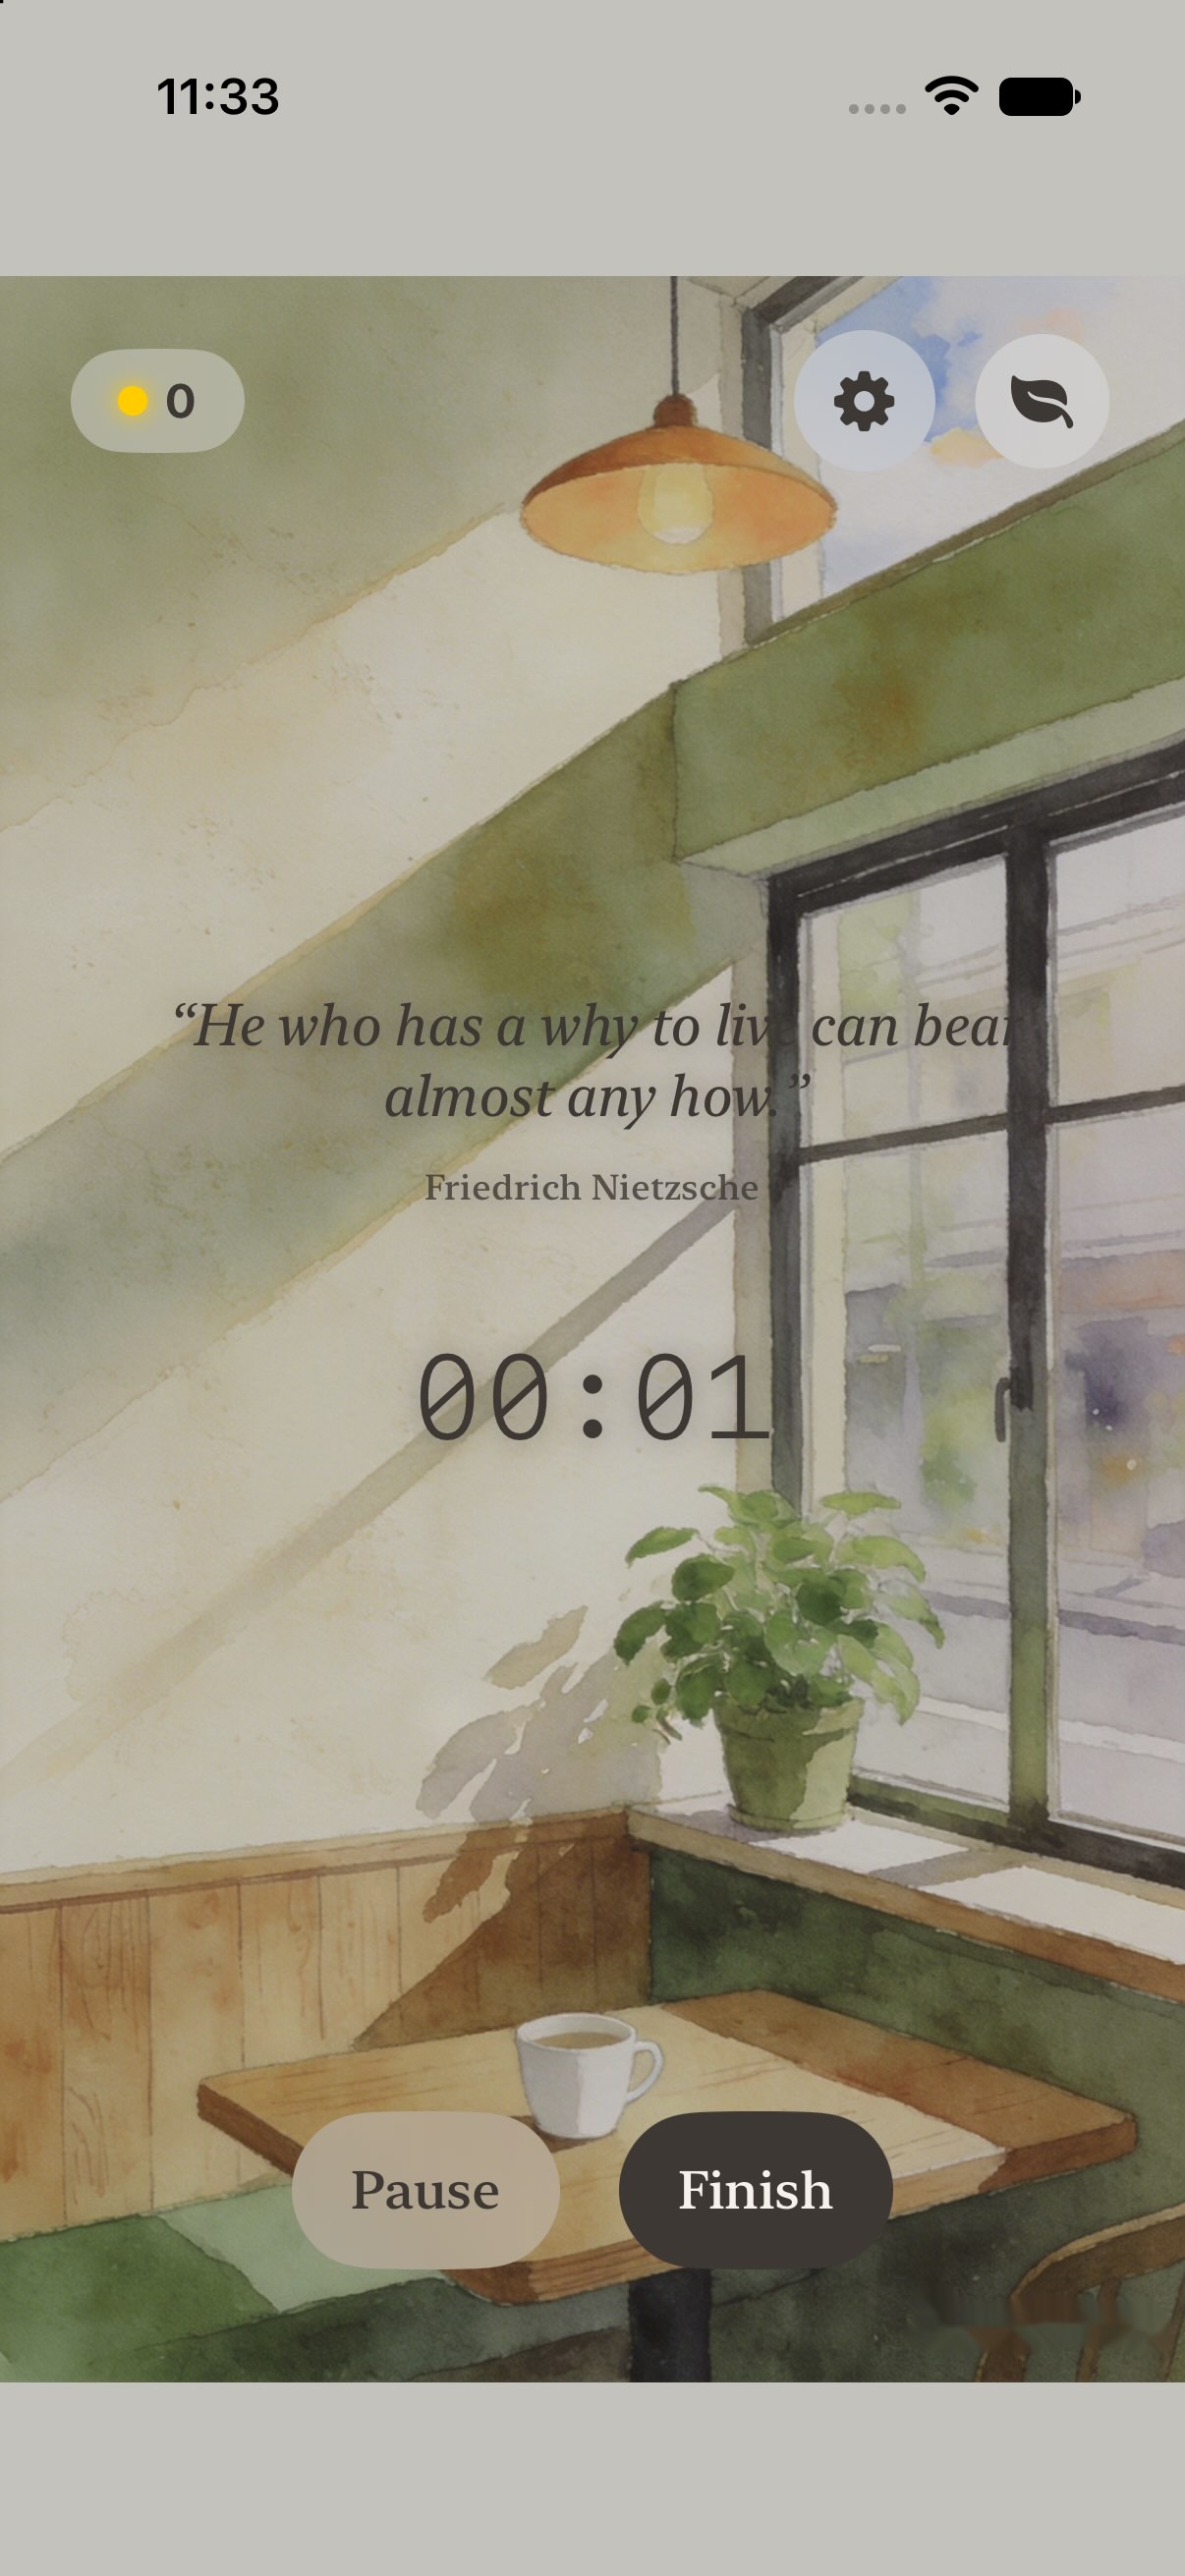 11:33
0
“He who has a why to live can bear
almost any how.”
Friedrich Nietzsche
00:01
Pause
Finish